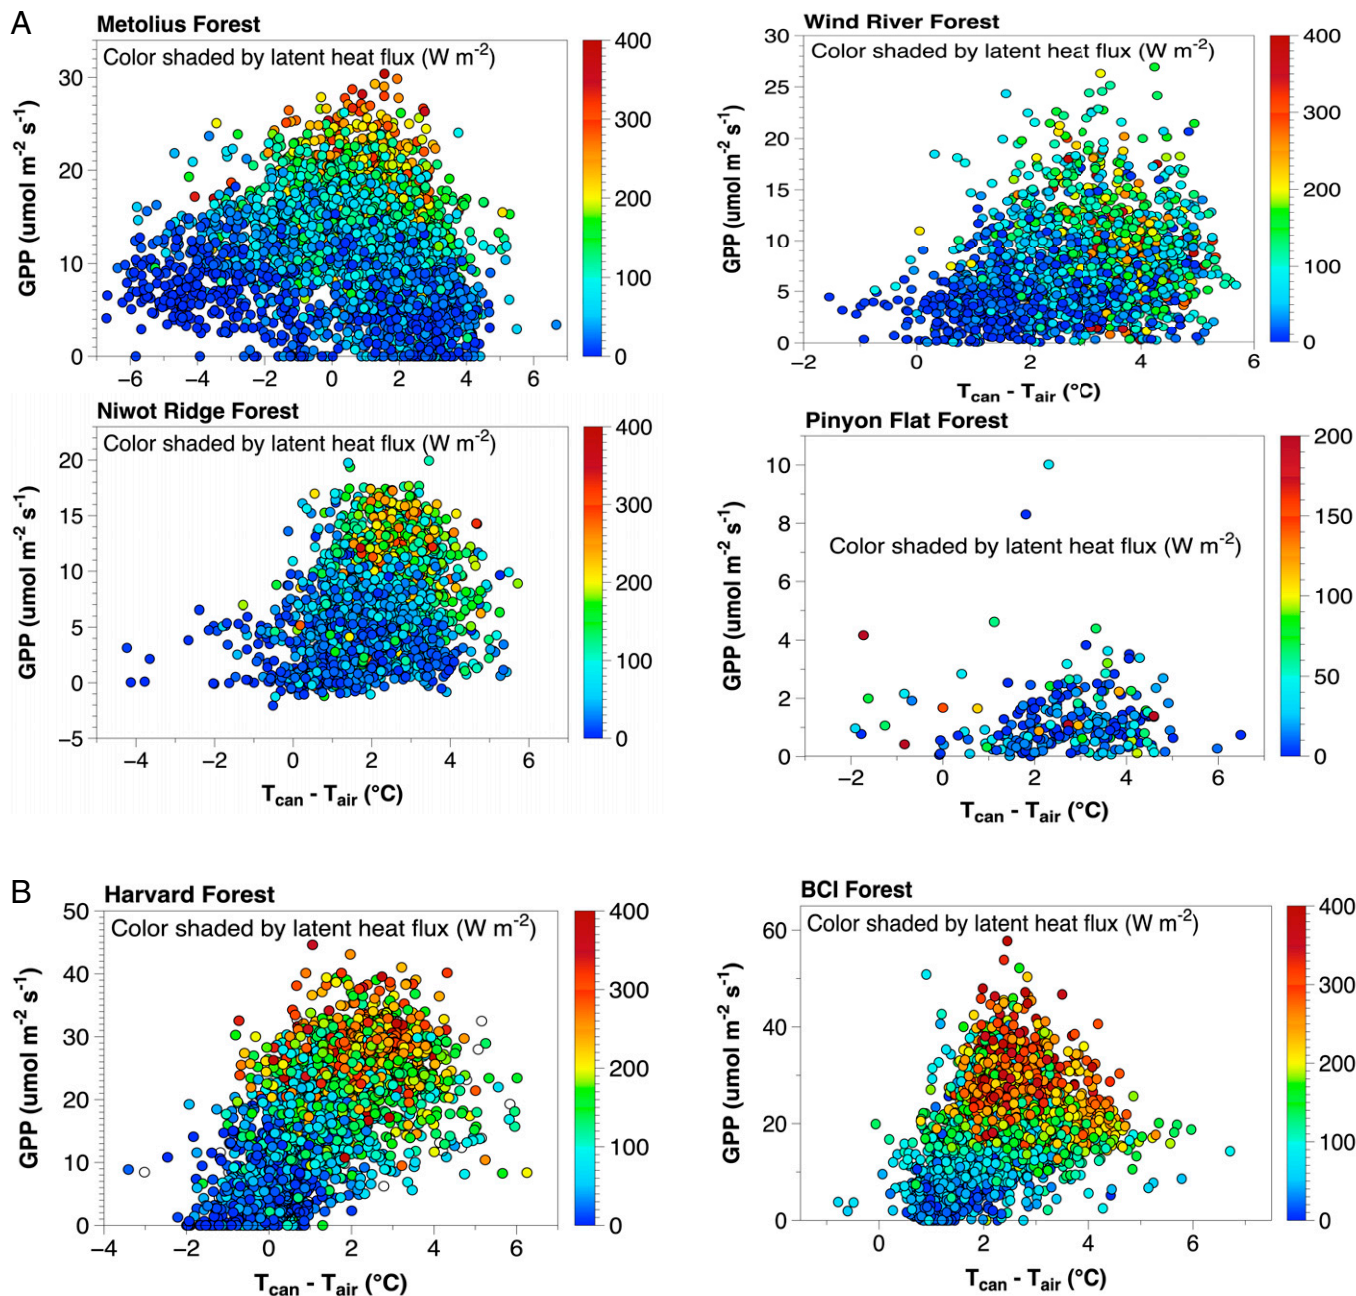 A
Metolius Forest
Color shaded by latent heat flux (W m-2)
GPP (umol m-2 s-1)
30
20
10
0
−6 −4 −2 0 2 4 6
400
300
200
100
0
Wind River Forest
Color shaded by latent heat flux (W m-2)
GPP (umol m-2 s-1)
30
25
20
15
10
5
0
−2 0 2 4 6
Tcan - Tair (°C)
400
300
200
100
0
Niwot Ridge Forest
Color shaded by latent heat flux (W m-2)
GPP (umol m-2 s-1)
20
15
10
5
0
−5
−4 −2 0 2 4 6
Tcan - Tair (°C)
400
300
200
100
0
Pinyon Flat Forest
Color shaded by latent heat flux (W m-2)
GPP (umol m-2 s-1)
10
8
6
4
2
0
−2 0 2 4 6
Tcan - Tair (°C)
200
150
100
50
0
B
Harvard Forest
Color shaded by latent heat flux (W m-2)
GPP (umol m-2 s-1)
50
40
30
20
10
0
−4 −2 0 2 4 6
Tcan - Tair (°C)
400
300
200
100
0
BCI Forest
Color shaded by latent heat flux (W m-2)
GPP (umol m-2 s-1)
60
40
20
0
0 2 4 6
Tcan - Tair (°C)
400
300
200
100
0